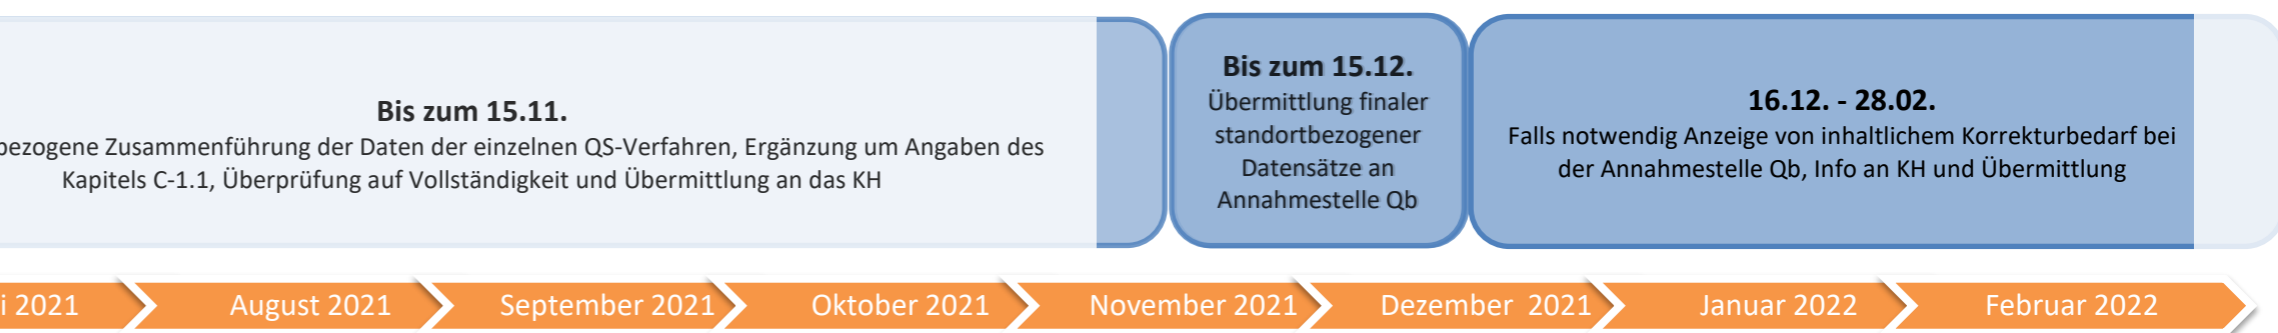 Bis zum 15.11.
bezogene Zusammenführung der Daten der einzelnen QS-Verfahren, Ergänzung um Angaben des
Kapitels C-1.1, Überprüfung auf Vollständigkeit und Übermittlung an das KH
Bis zum 15.12.
Übermittlung finaler
standortbezogener
Datensätze an
Annahmestelle Qb
16.12. - 28.02.
Falls notwendig Anzeige von inhaltlichem Korrekturbedarf bei
der Annahmestelle Qb, Info an KH und Übermittlung
i 2021
August 2021
September 2021
Oktober 2021
November 2021
Dezember 2021
Januar 2022
Februar 2022